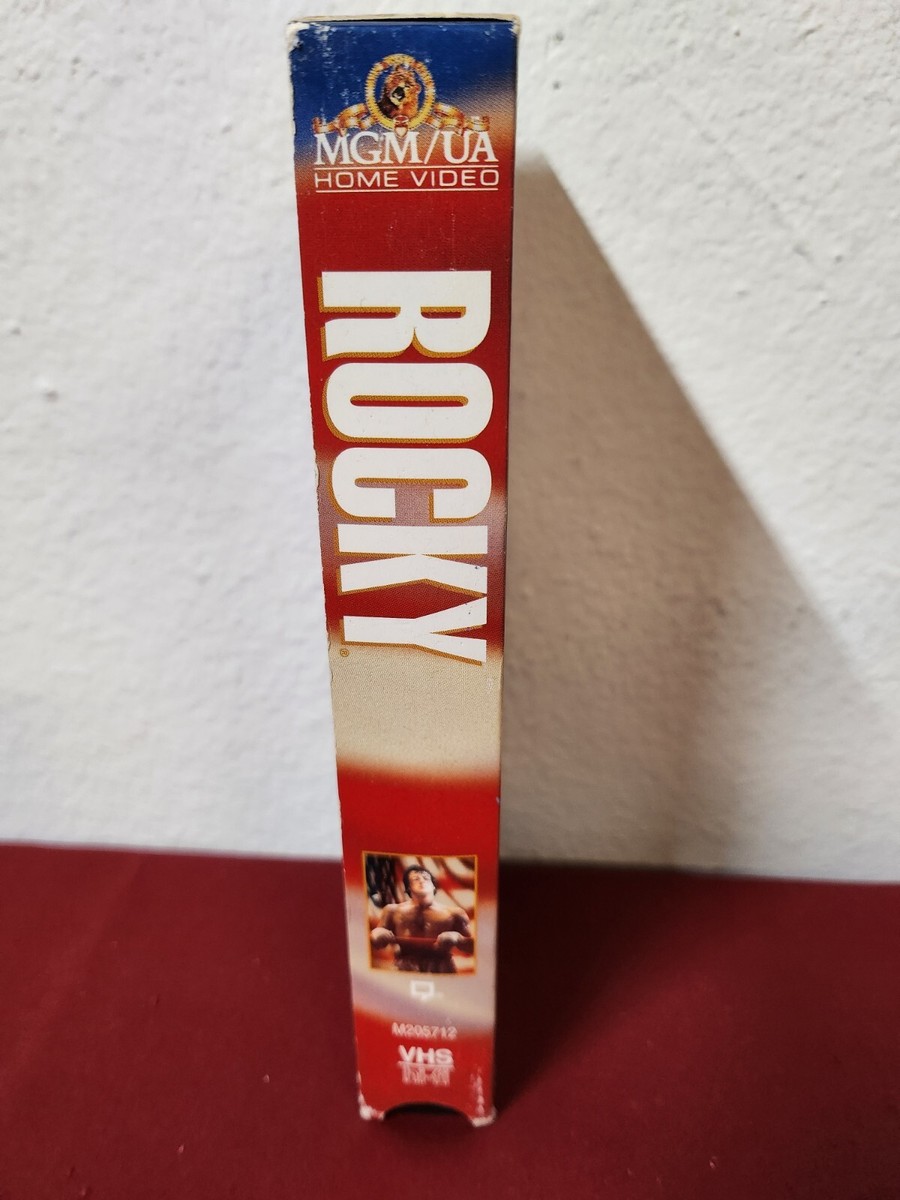 MGM/UA
HOME VIDEO
ROCKY®
M205712
VHS